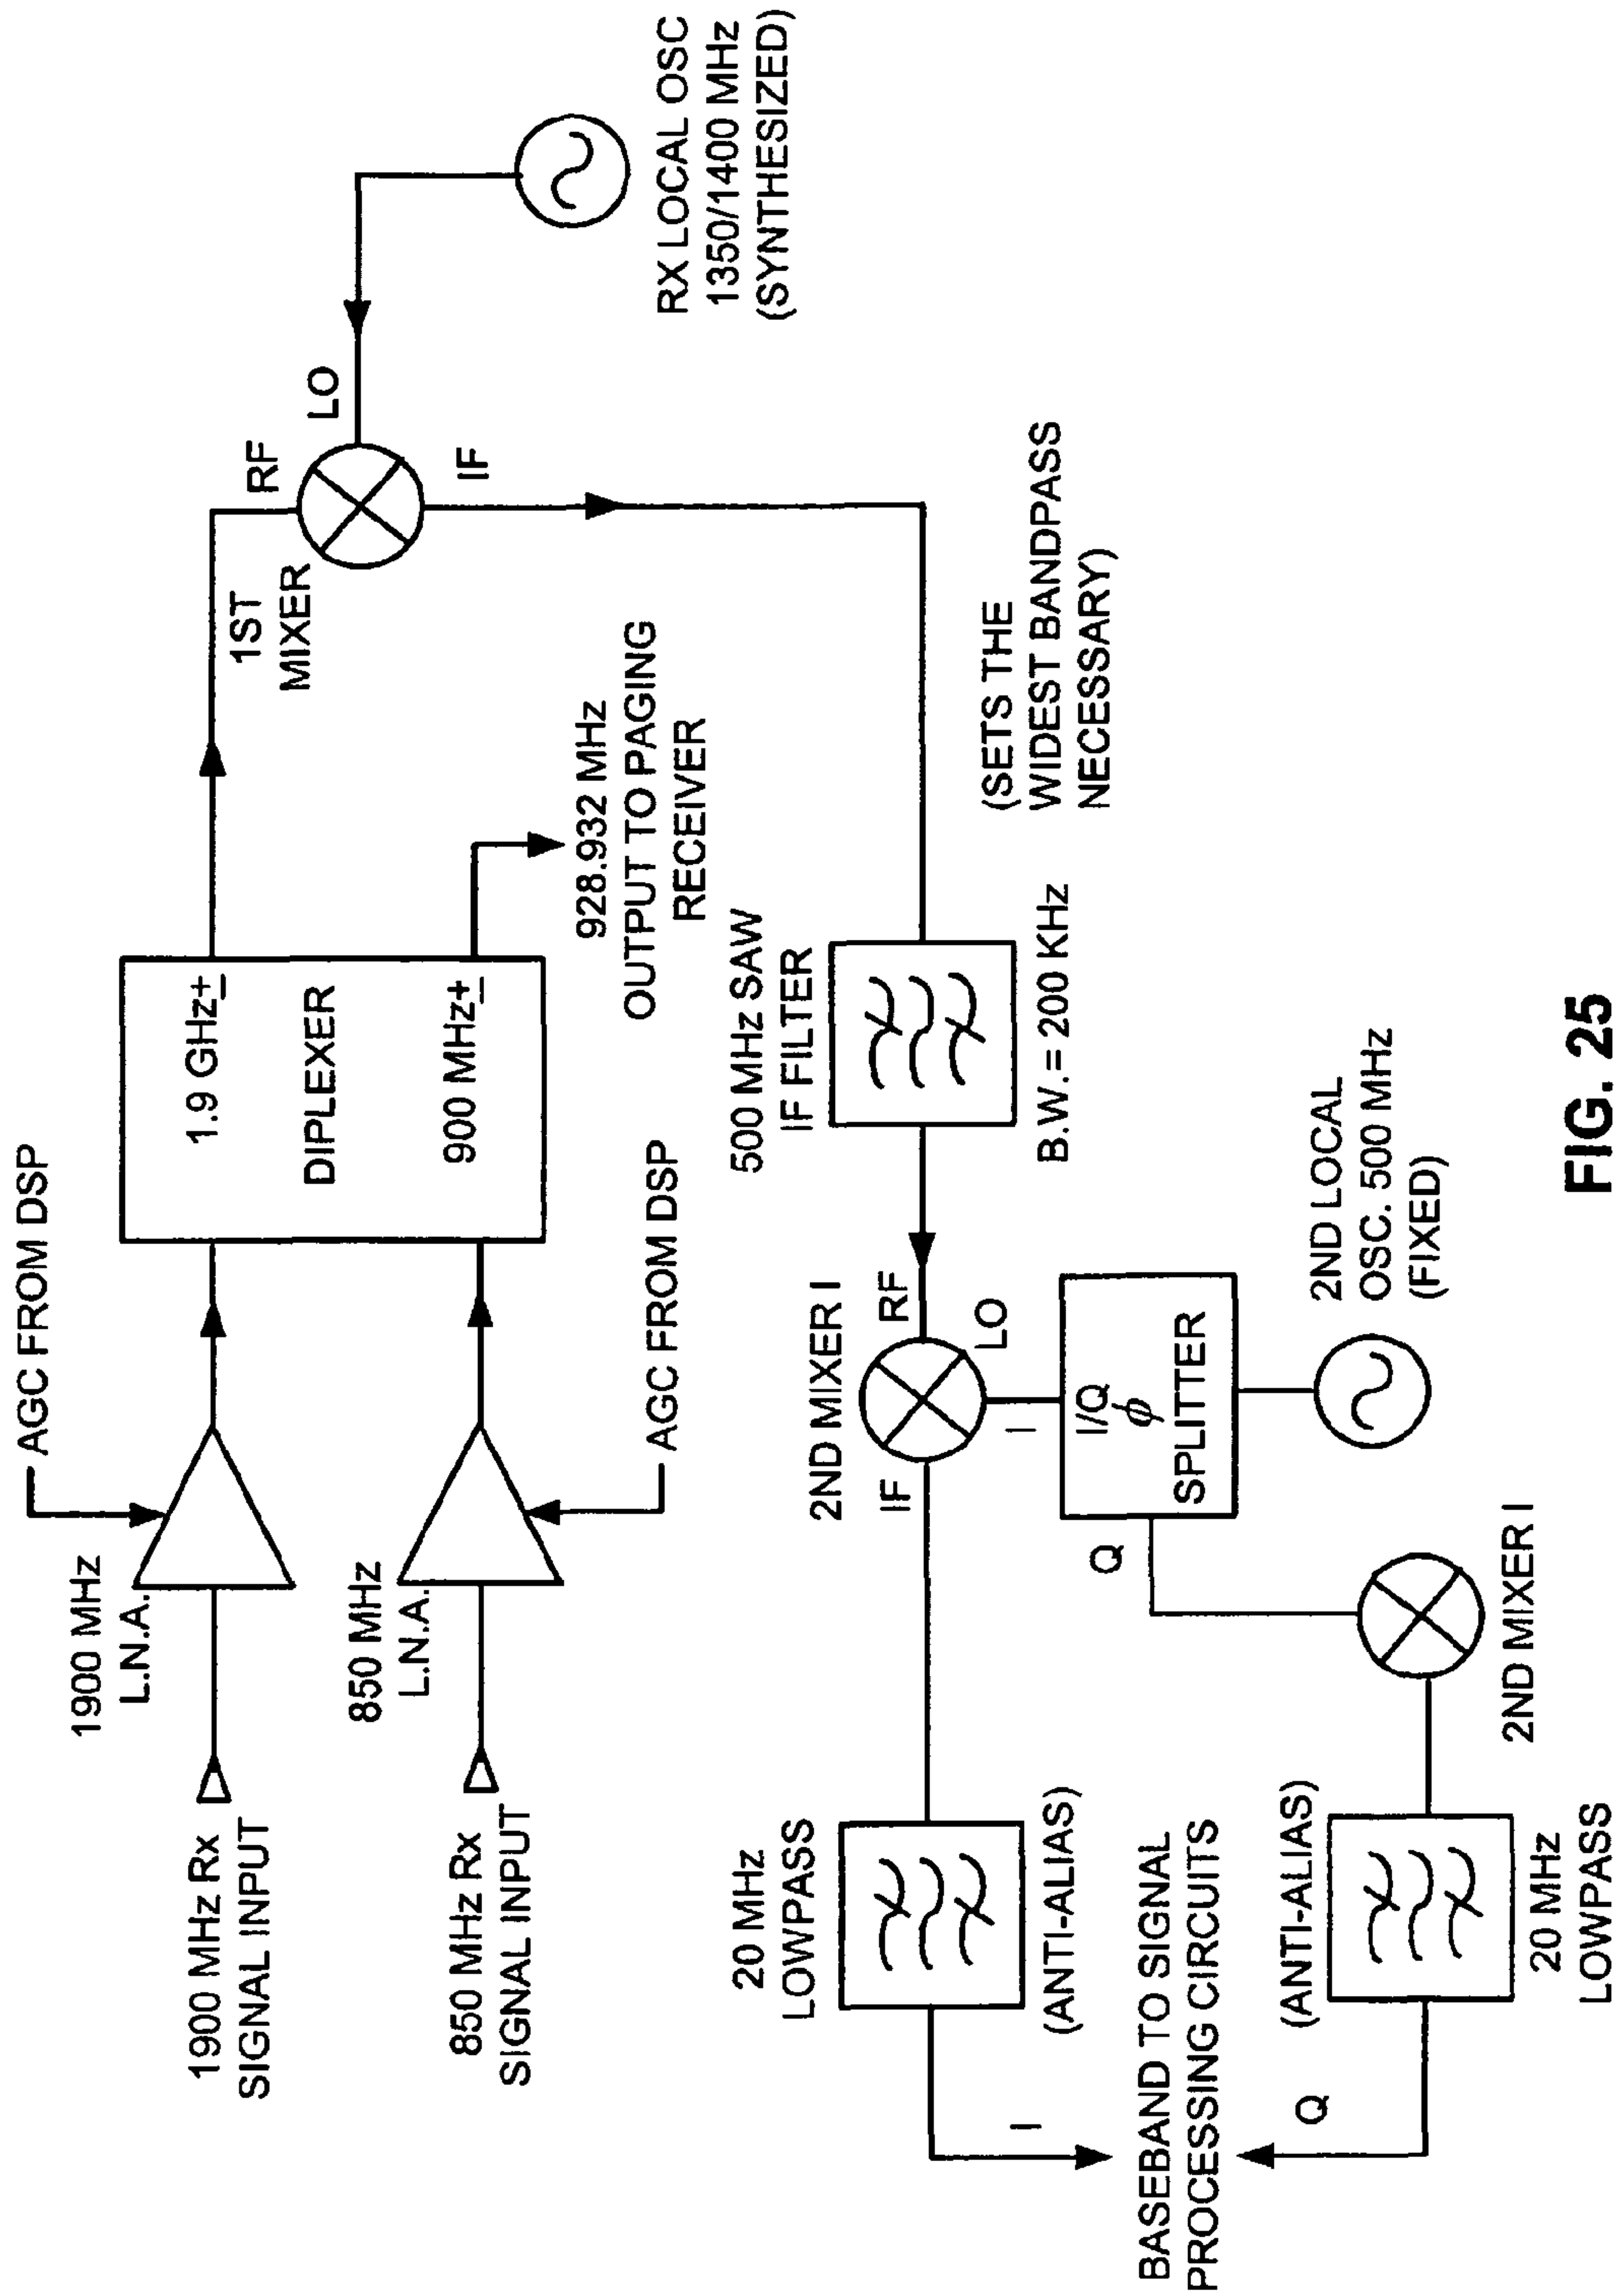 AGC FROM DSP
1900 MHz
L.N.A.
1900 MHz Rx
SIGNAL INPUT
850 MHz
L.N.A.
850 MHz Rx
SIGNAL INPUT
AGC FROM DSP
1.9 GHz±
DIPLEXER
900 MHz±
928.932 MHz
OUTPUT TO PAGING
RECEIVER
1ST
MIXER
RF
LO
IF
RX LOCAL OSC
1350/1400 MHz
(SYNTHESIZED)
(SETS THE
WIDEST BANDPASS
NECESSARY)
500 MHz SAW
IF FILTER
B.W. = 200 KHz
2ND MIXER I
RF
LO
IF
I
I/Q
ϕ
SPLITTER
Q
2ND LOCAL
OSC. 500 MHz
(FIXED)
2ND MIXER I
20 MHz
LOWPASS
(ANTI-ALIAS)
I
BASEBAND TO SIGNAL
PROCESSING CIRCUITS
Q
(ANTI-ALIAS)
20 MHz
LOWPASS
FIG. 25